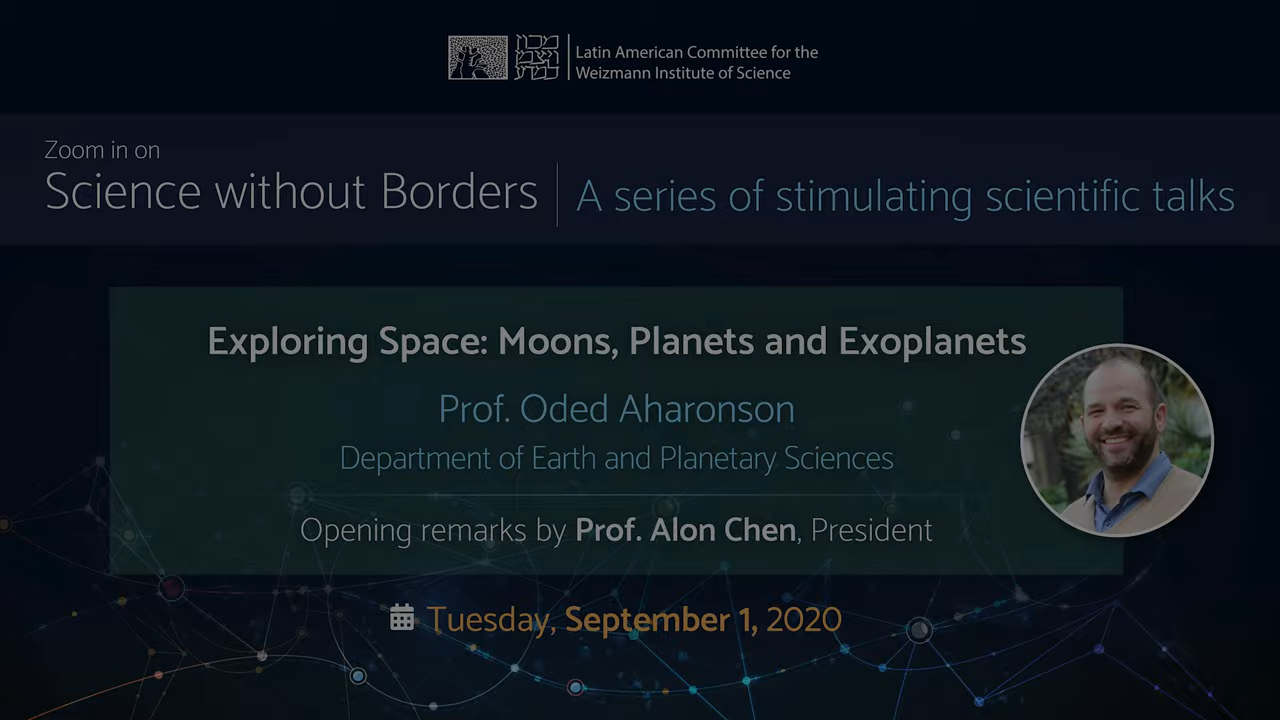 Latin American Committee for the
Weizmann Institute of Science
Zoom in on
Science without Borders
A series of stimulating scientific talks
Exploring Space: Moons, Planets and Exoplanets
Prof. Oded Aharonson
Department of Earth and Planetary Sciences
Opening remarks by Prof. Alon Chen, President
Tuesday, September 1, 2020